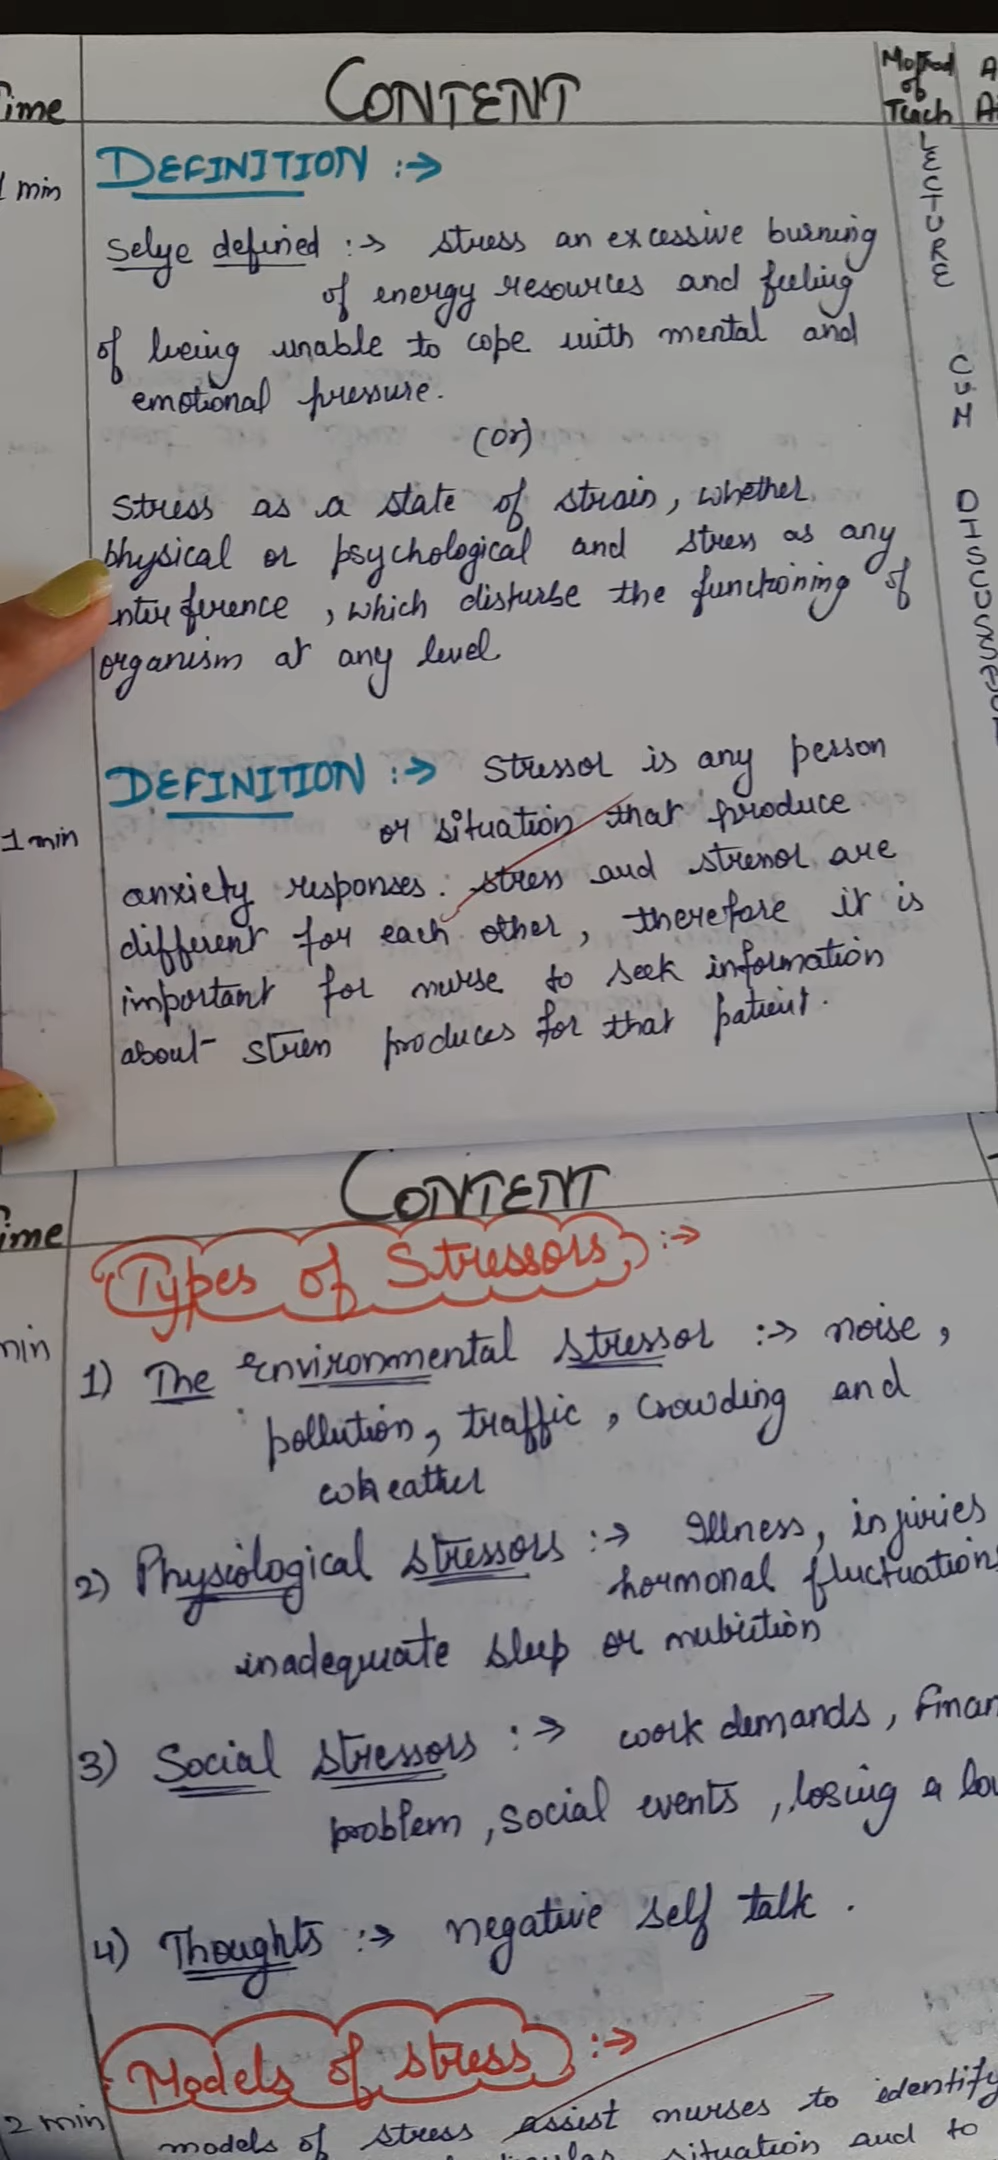 Time
CONTENT
Method
of
Teach
A
1 min
DEFINITION :->
LECTURE
CUM
Selye defined :-> stress an excessive burning
of energy resources and feeling
of being unable to cope with mental and
emotional pressure.
(or)
Stress as a state of strain, whether
physical or psychological and stress as any
interference, which disturbe the functioning of
organism at any level
DEFINITION :-> Stressor is any person
1 min
or situation that produce
anxiety responses. stress and stressor are
different for each other, therefore it is
important for nurse to seek information
about stress produces for that patient.
CONTENT
Time
Types of Stressors :->
min
1) The environmental stressor :-> noise,
pollution, traffic, crowding and
weather
2) Physiological stressors :-> Illness, injuries
hormonal fluctuation
inadequate sleep or nutrition
3) Social stressors :-> work demands, Finan
problem, social events, losing a lo
4) Thoughts :-> negative self talk.
Models of stress :->
2 min
models of stress assist nurses to identify
situation and to